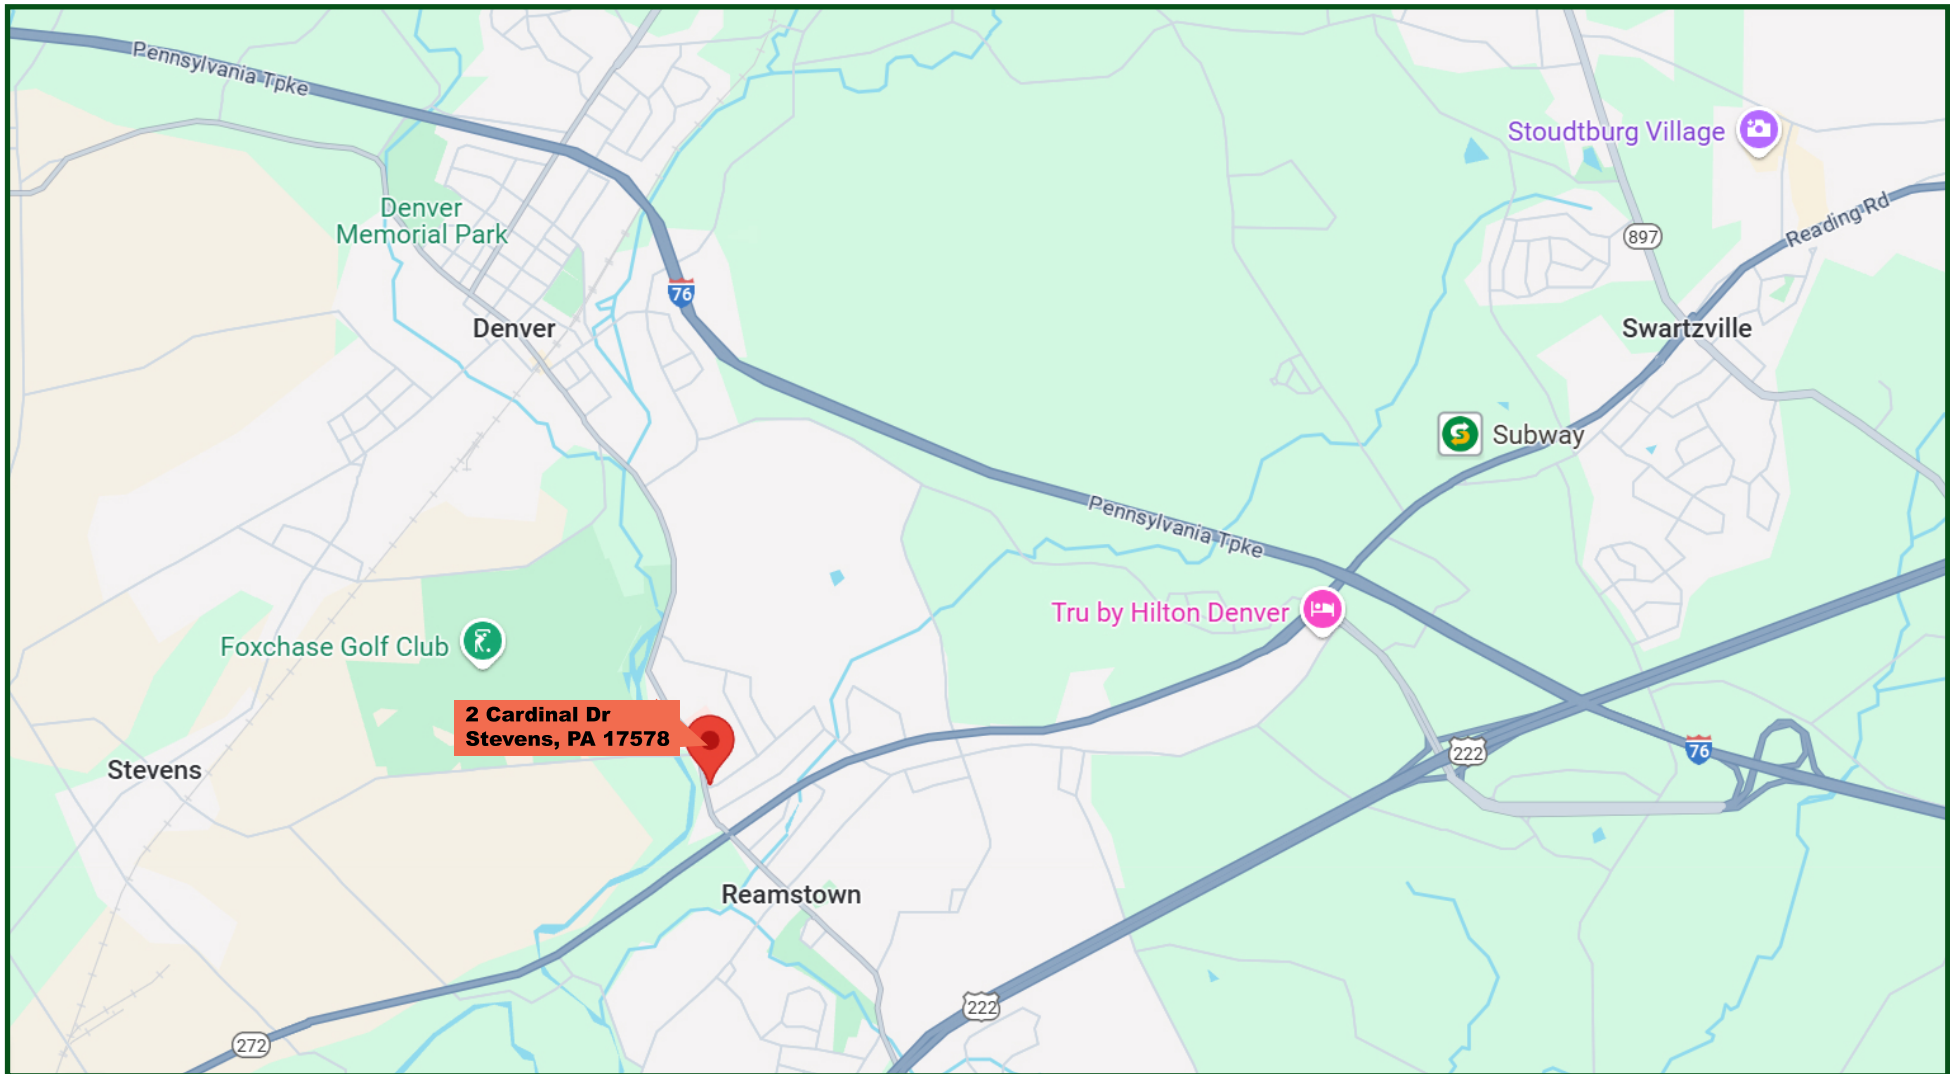 Pennsylvania Tpke
Stoudtburg Village
Denver
Memorial Park
897
Reading Rd
76
Denver
Swartzville
Subway
Pennsylvania Tpke
Tru by Hilton Denver
Foxchase Golf Club
2 Cardinal Dr
Stevens, PA 17578
222
76
Stevens
Reamstown
222
272